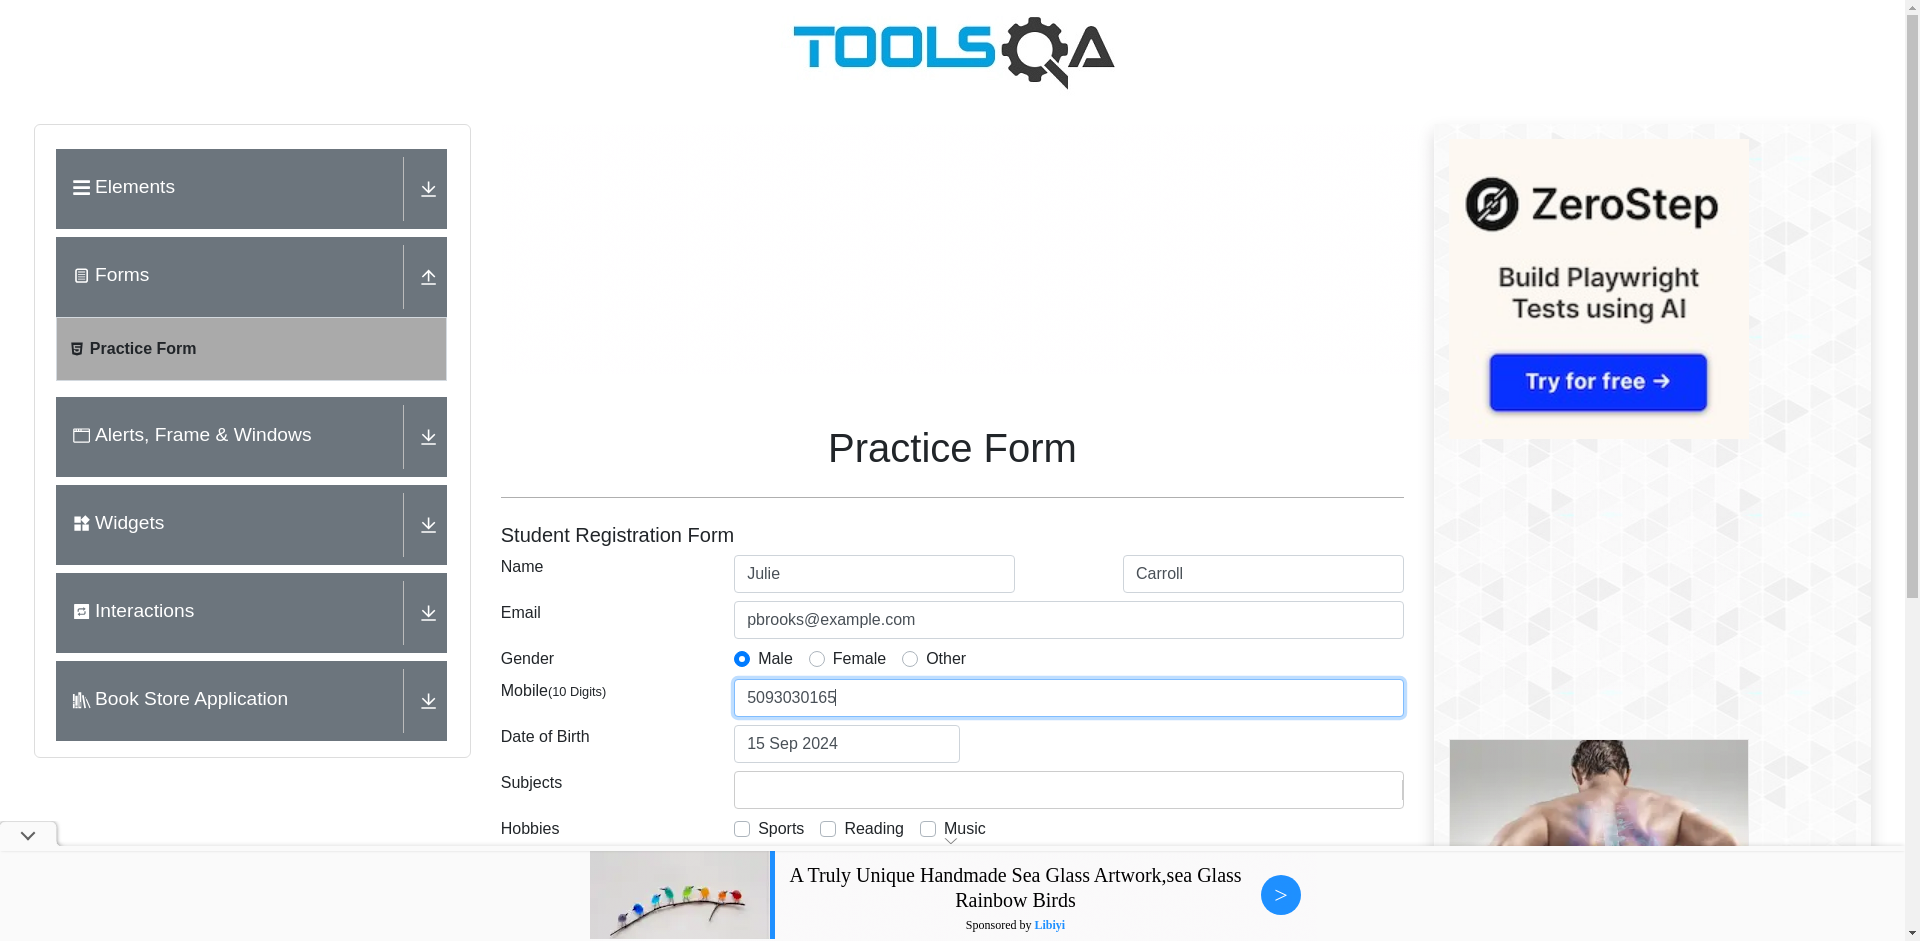 TOOLSQA
Elements
Forms
Practice Form
Alerts, Frame & Windows
Widgets
Interactions
Book Store Application
Practice Form
Student Registration Form
Name
Julie
Carroll
Email
pbrooks@example.com
Gender
Male
Female
Other
Mobile(10 Digits)
5093030165
Date of Birth
15 Sep 2024
Subjects
Hobbies
Sports
Reading
Music
ZeroStep
Build Playwright
Tests using AI
Try for free →
A Truly Unique Handmade Sea Glass Artwork,sea Glass
Rainbow Birds
Sponsored by Libiyi
>